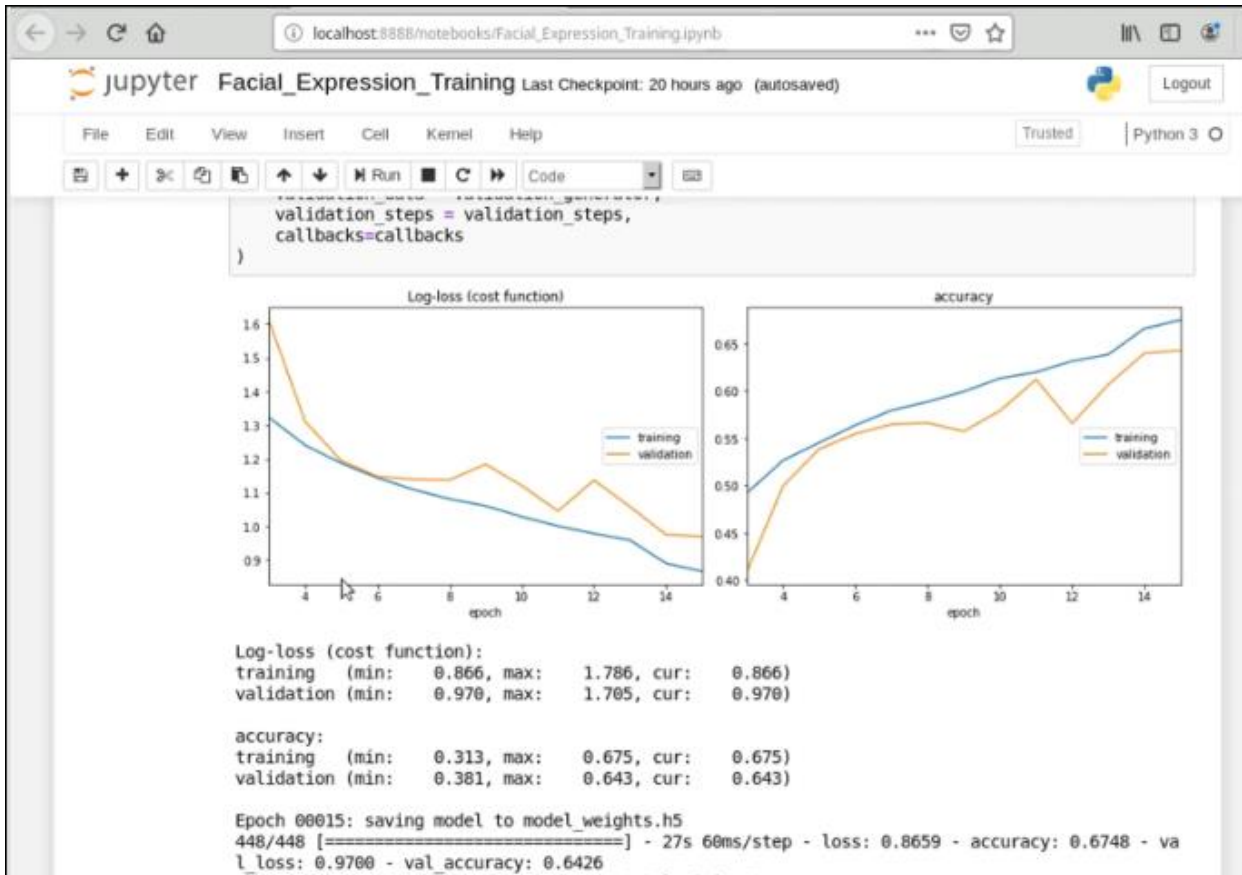 localhost:8888/notebooks/Facial_Expression_Training.ipynb
jupyter Facial_Expression_Training Last Checkpoint: 20 hours ago (autosaved)
Logout
File Edit View Insert Cell Kernel Help Trusted Python 3
Run Code
validation_data = validation_generator,
validation_steps = validation_steps,
callbacks=callbacks
)
Log-loss (cost function)
1.6
1.5
1.4
1.3
1.2
1.1
1.0
0.9
training
validation
4 6 8 10 12 14
epoch
accuracy
0.65
0.60
0.55
0.50
0.45
0.40
training
validation
4 6 8 10 12 14
epoch
Log-loss (cost function):
training (min: 0.866, max: 1.786, cur: 0.866)
validation (min: 0.970, max: 1.705, cur: 0.970)
accuracy:
training (min: 0.313, max: 0.675, cur: 0.675)
validation (min: 0.381, max: 0.643, cur: 0.643)
Epoch 00015: saving model to model_weights.h5
448/448 [==============================] - 27s 60ms/step - loss: 0.8659 - accuracy: 0.6748 - va
l_loss: 0.9700 - val_accuracy: 0.6426